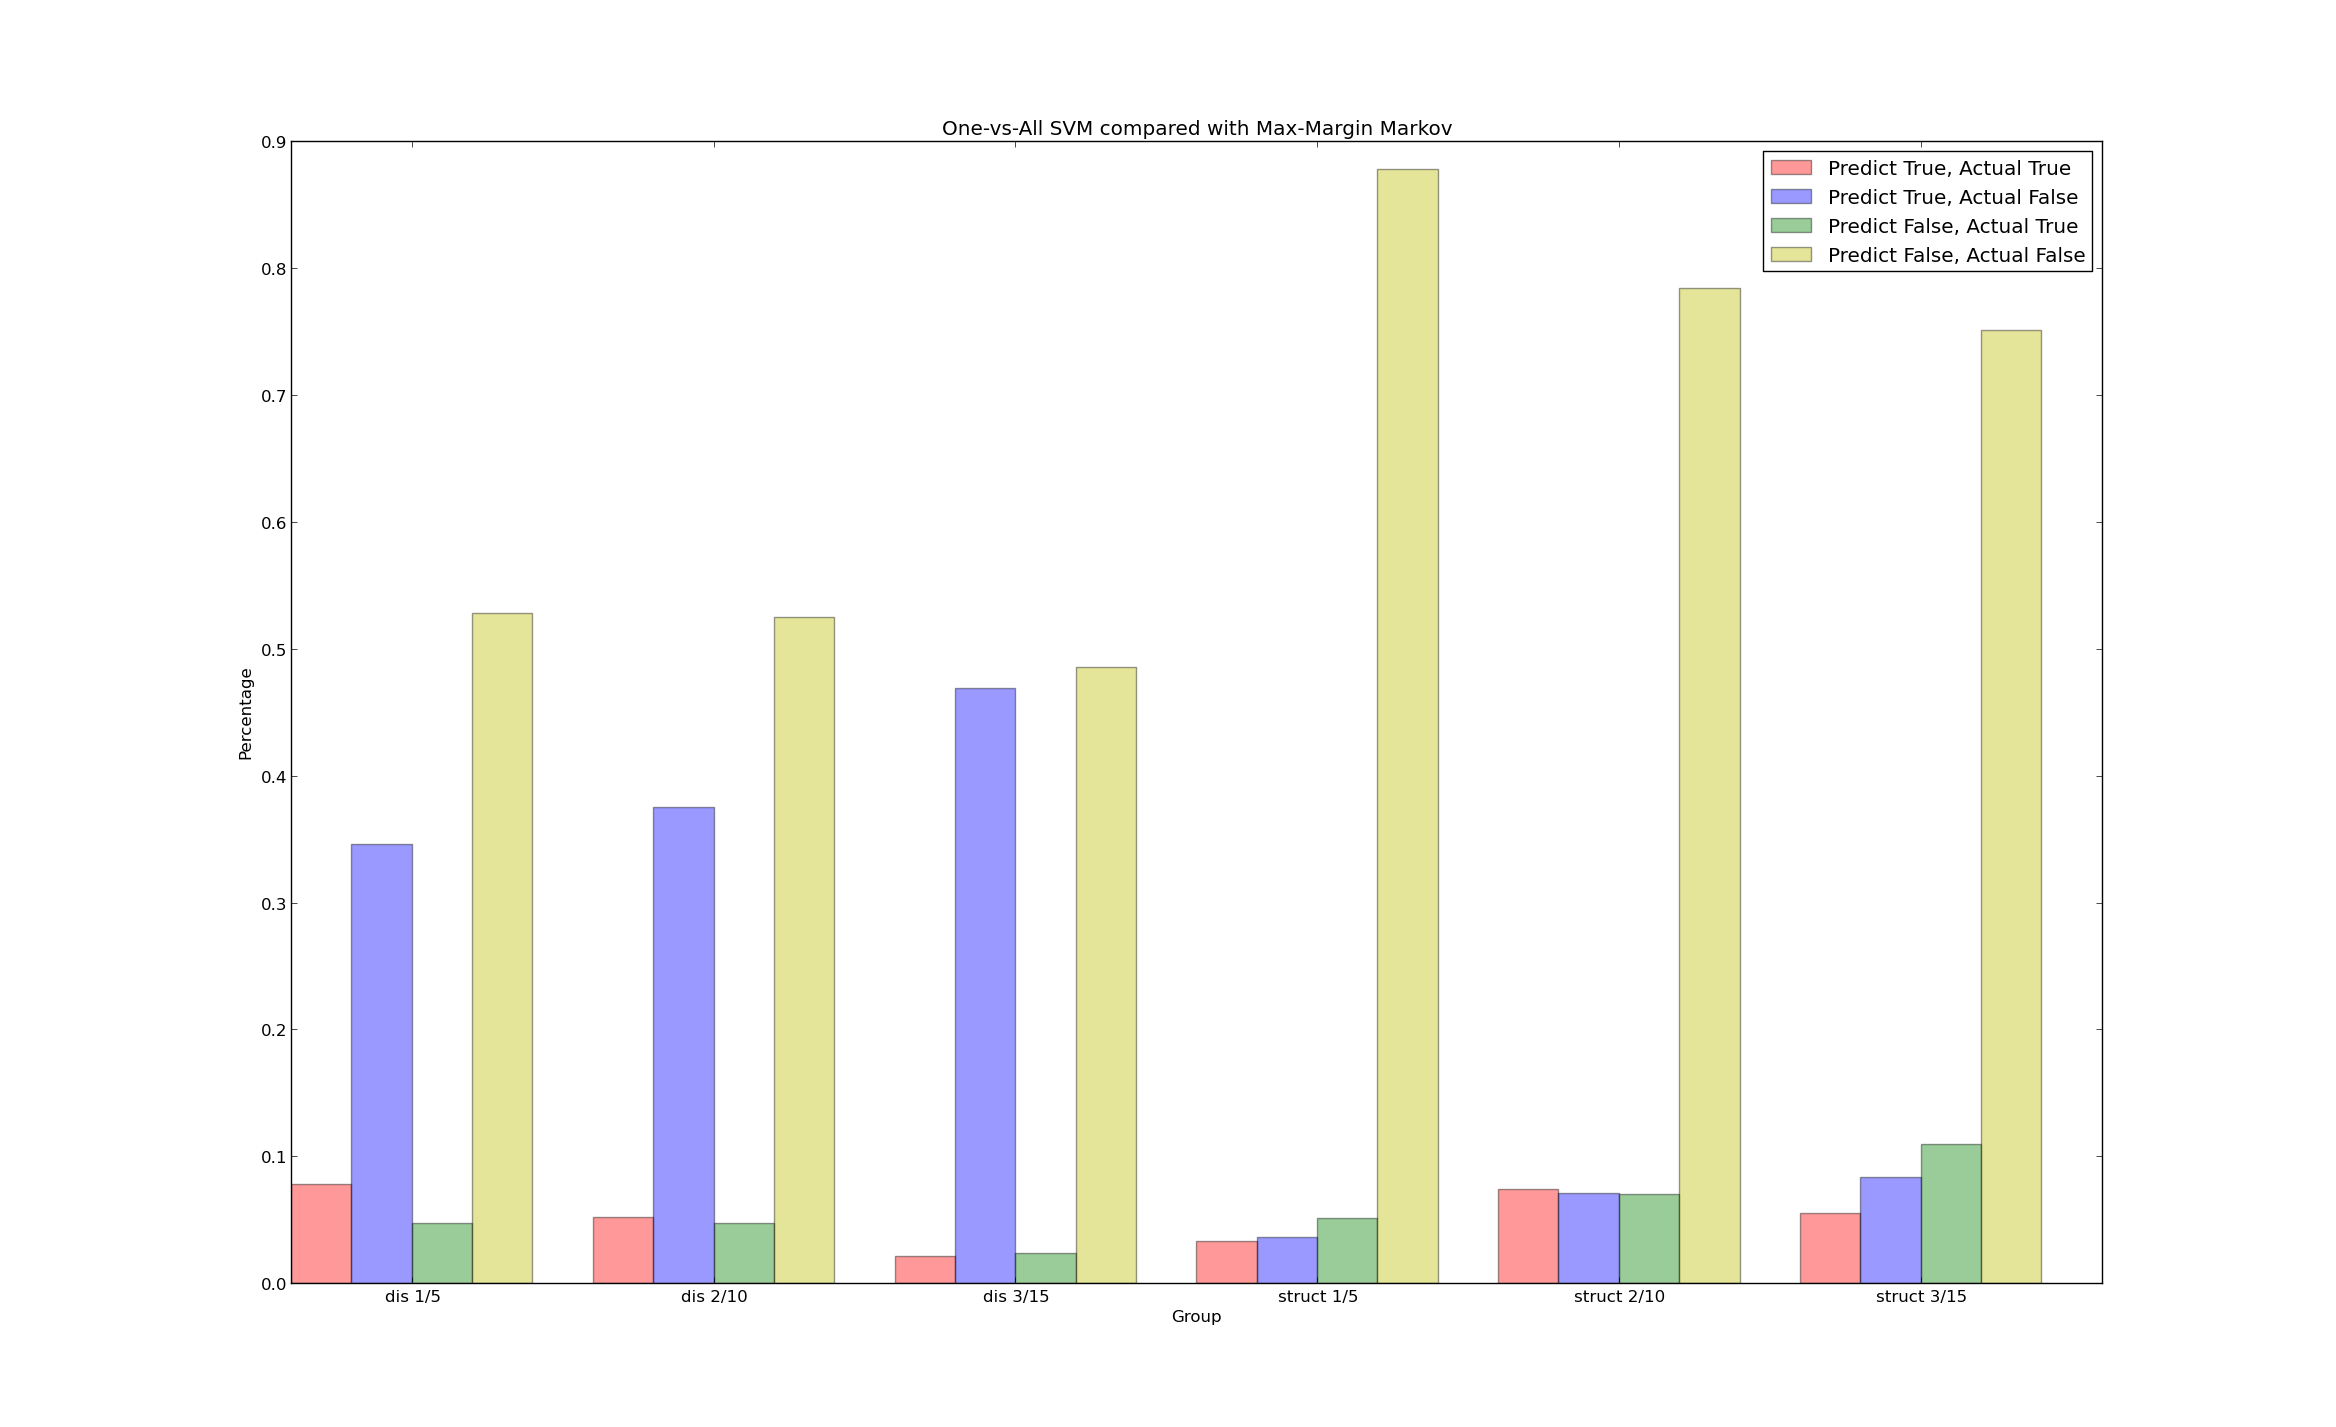 One-vs-All SVM compared with Max-Margin Markov
Predict True, Actual True
Predict True, Actual False
Predict False, Actual True
Predict False, Actual False
0.9
0.8
0.7
0.6
0.5
0.4
0.3
0.2
0.1
0.0
Percentage
dis 1/5
dis 2/10
dis 3/15
struct 1/5
struct 2/10
struct 3/15
Group